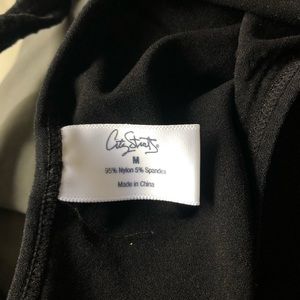 City Streets
M
95% Nylon 5% Spandex
Made in China